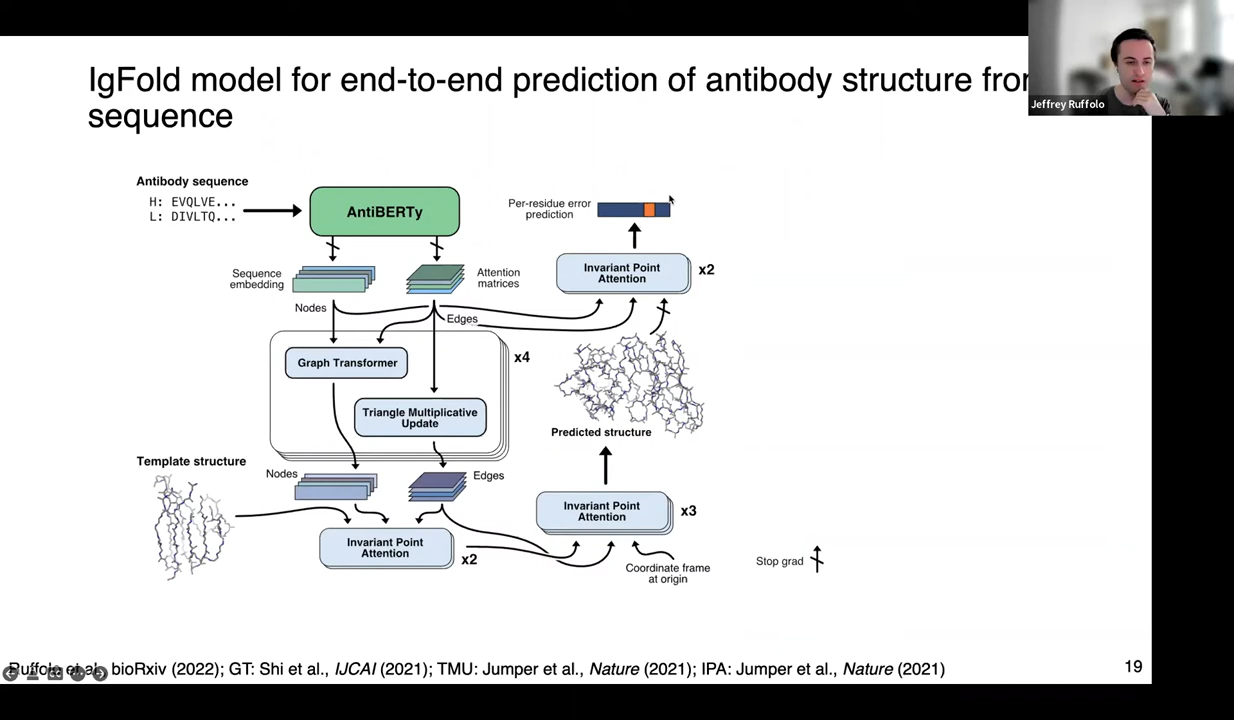 IgFold model for end-to-end prediction of antibody structure fro
sequence
Jeffrey Ruffolo
Antibody sequence
H: EVQLVE...
L: DIVLTQ...
AntiBERTy
Per-residue error
prediction
Sequence
embedding
Attention
matrices
Invariant Point
Attention
x2
Nodes
Edges
Graph Transformer
x4
Triangle Multiplicative
Update
Predicted structure
Template structure
Nodes
Edges
Invariant Point
Attention
x3
Invariant Point
Attention
x2
Coordinate frame
at origin
Stop grad
Ruffolo et al., bioRxiv (2022); GT: Shi et al., IJCAI (2021); TMU: Jumper et al., Nature (2021); IPA: Jumper et al., Nature (2021)
19